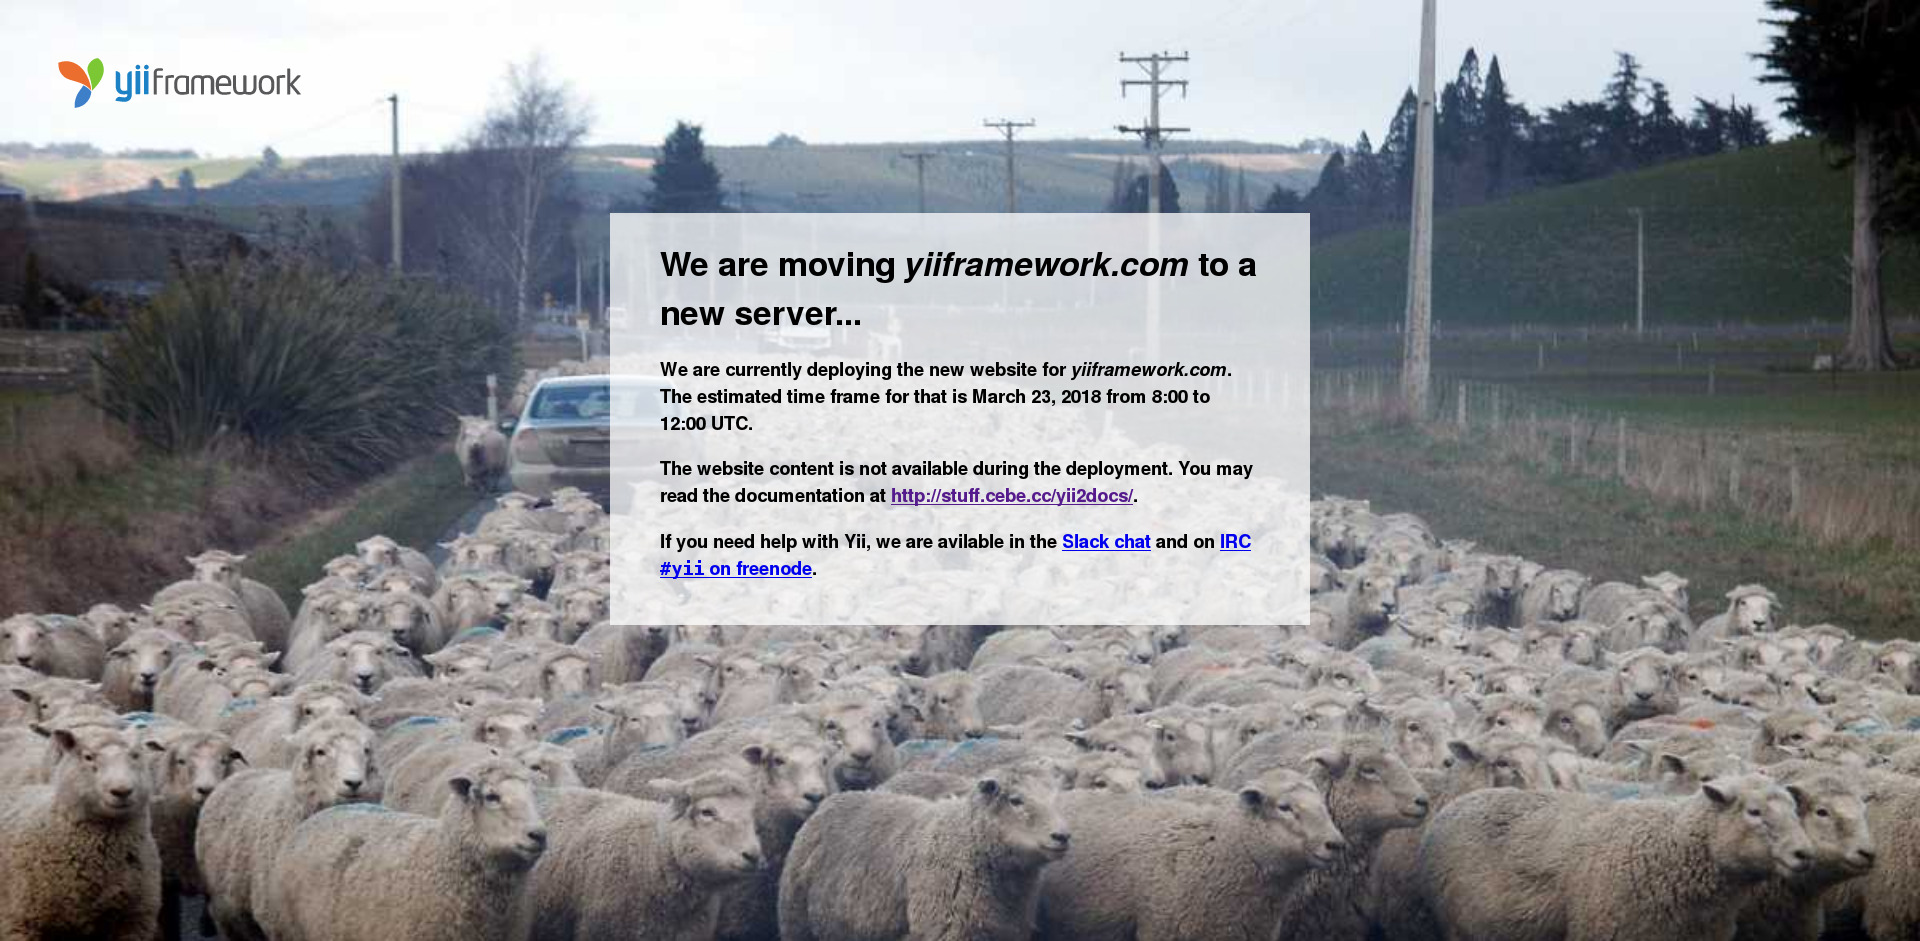 yiiframework
We are moving yiiframework.com to a
new server...
We are currently deploying the new website for yiiframework.com.
The estimated time frame for that is March 23, 2018 from 8:00 to
12:00 UTC.
The website content is not available during the deployment. You may
read the documentation at http://stuff.cebe.cc/yii2docs/.
If you need help with Yii, we are avilable in the Slack chat and on IRC
#yii on freenode.